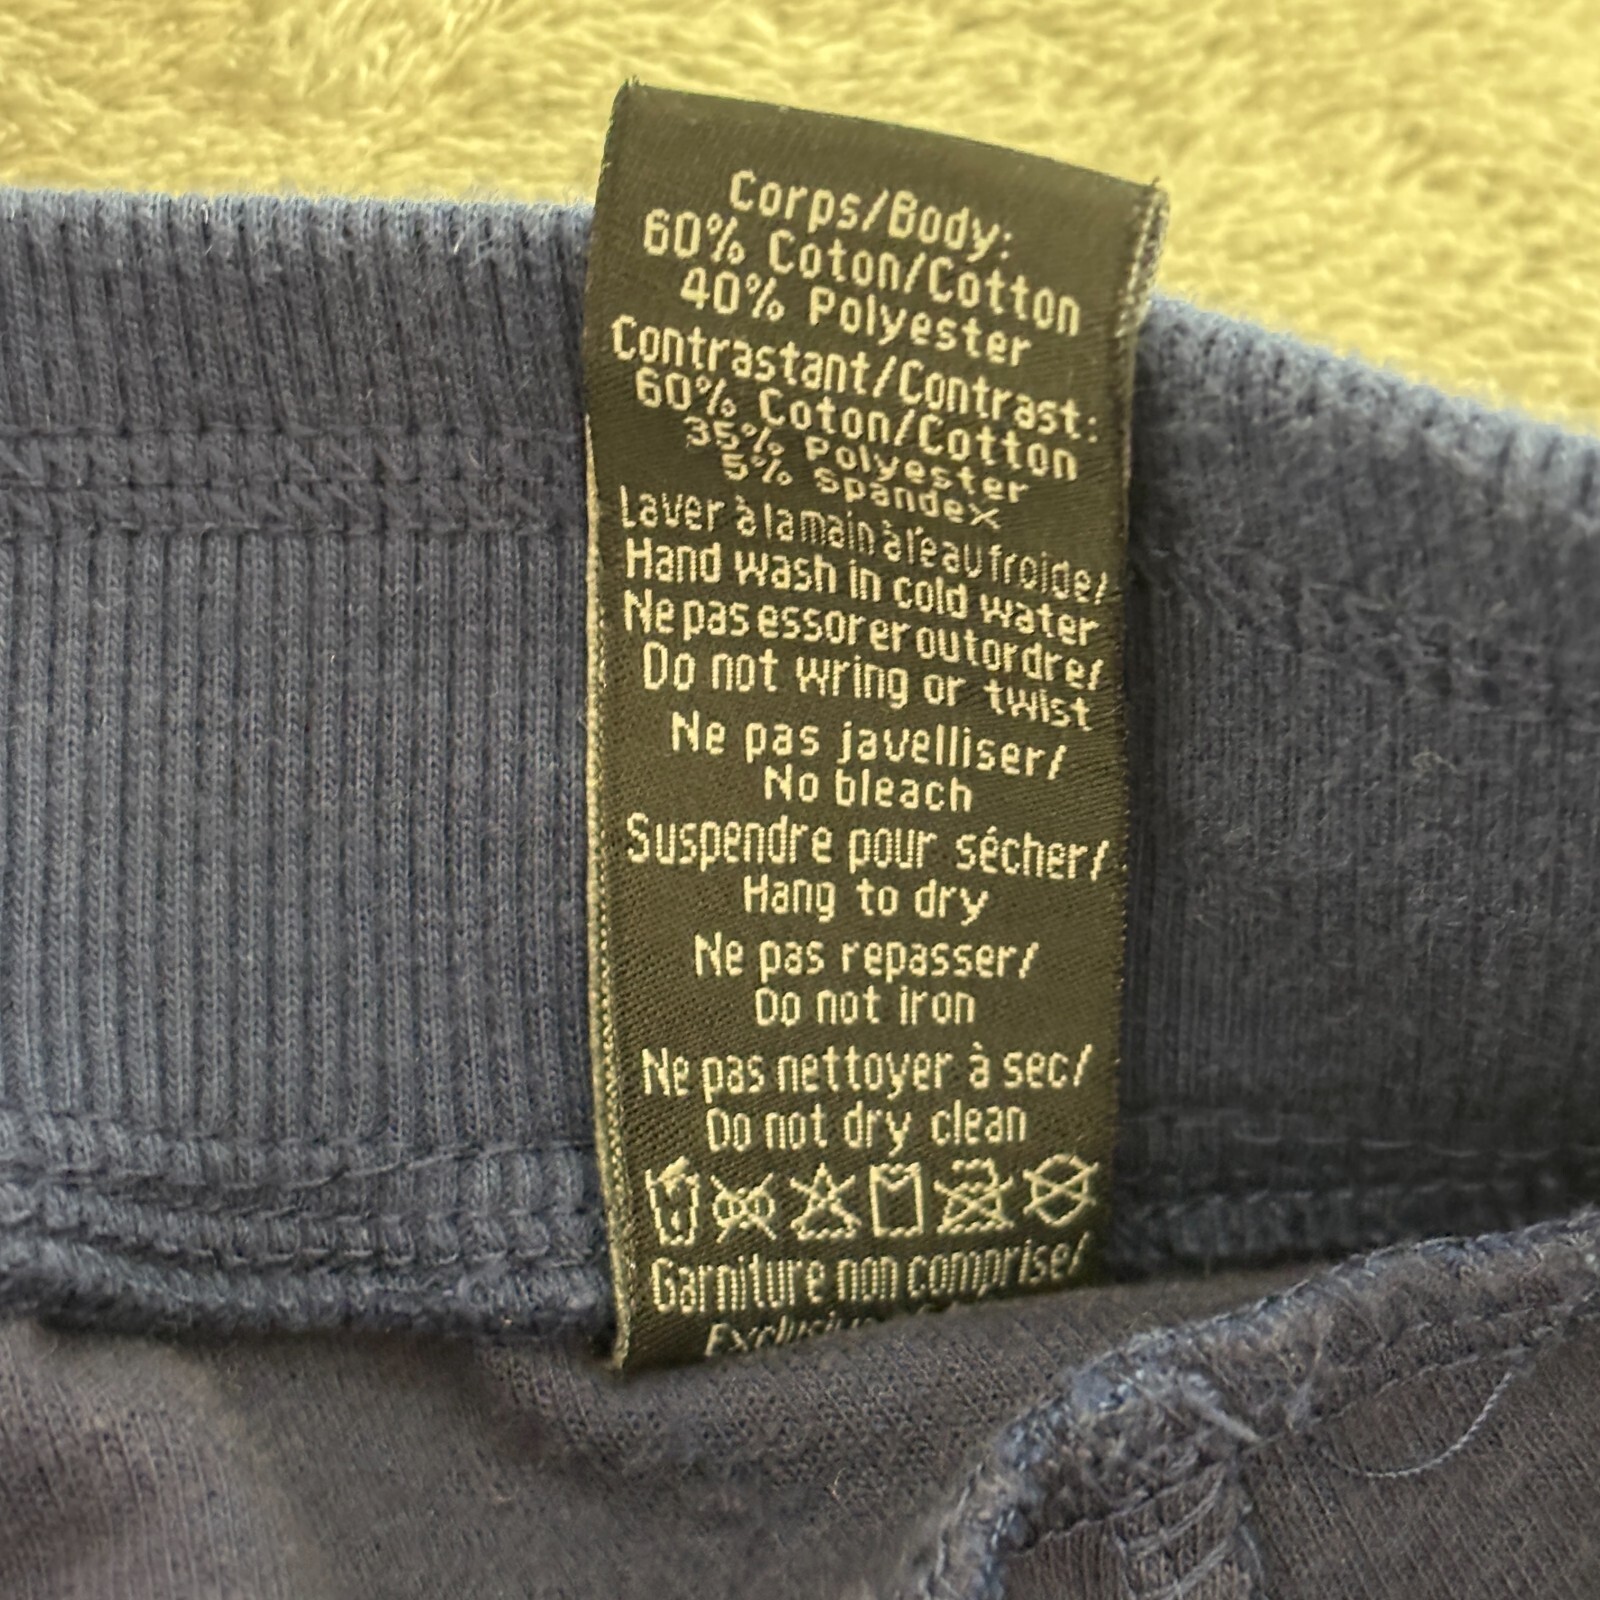 Corps/Body:
60% Coton/Cotton
40% Polyester
Contrastant/Contrast:
60% Coton/Cotton
35% Polyester
5% Spandex
Laver à la main à l'eau froide/
Hand wash in cold water
Ne pas essorer ou tordre/
Do not wring or twist
Ne pas javelliser/
No bleach
Suspendre pour sécher/
Hang to dry
Ne pas repasser/
Do not iron
Ne pas nettoyer à sec/
Do not dry clean
Garniture non comprise/